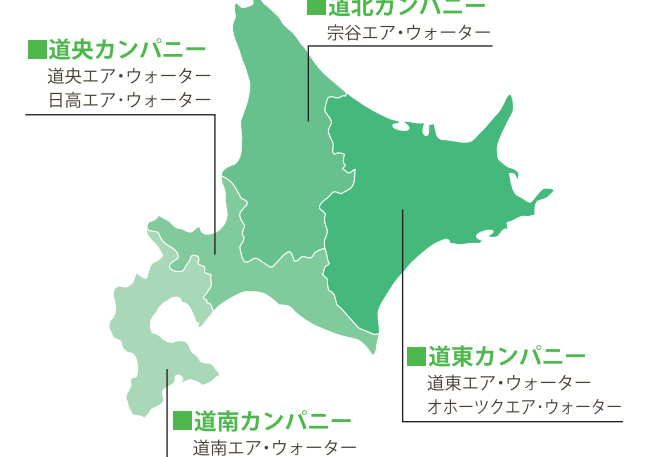 ■道北カンパニー
宗谷エア・ウォーター
■道央カンパニー
道央エア・ウォーター
日高エア・ウォーター
■道東カンパニー
道東エア・ウォーター
オホーツクエア・ウォーター
■道南カンパニー
道南エア・ウォーター